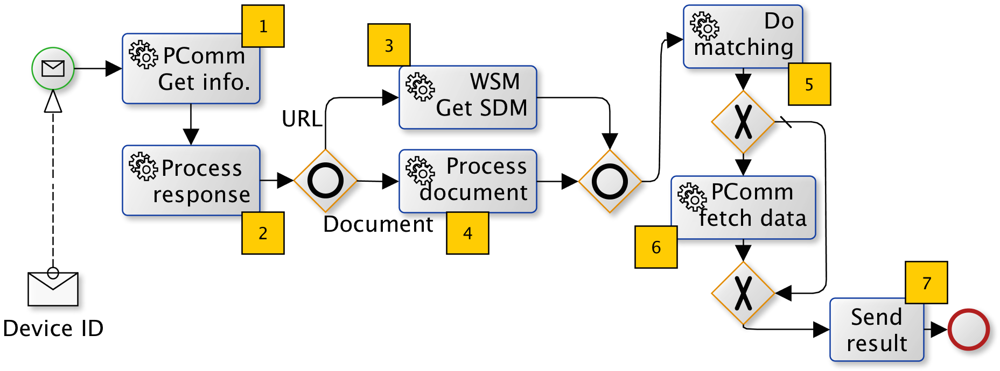 1
PComm
Get info.
Process
response
2
URL
Document
3
WSM
Get SDM
Process
document
4
Do
matching
5
PComm
fetch data
6
7
Send
result
Device ID